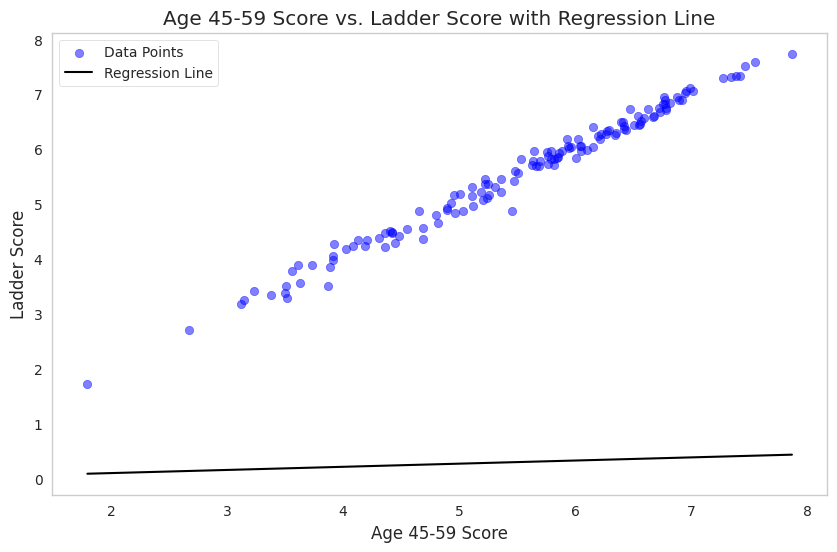 Age 45-59 Score vs. Ladder Score with Regression Line
Data Points
Regression Line
Ladder Score
8
7
6
5
4
3
2
1
0
2 3 4 5 6 7 8
Age 45-59 Score